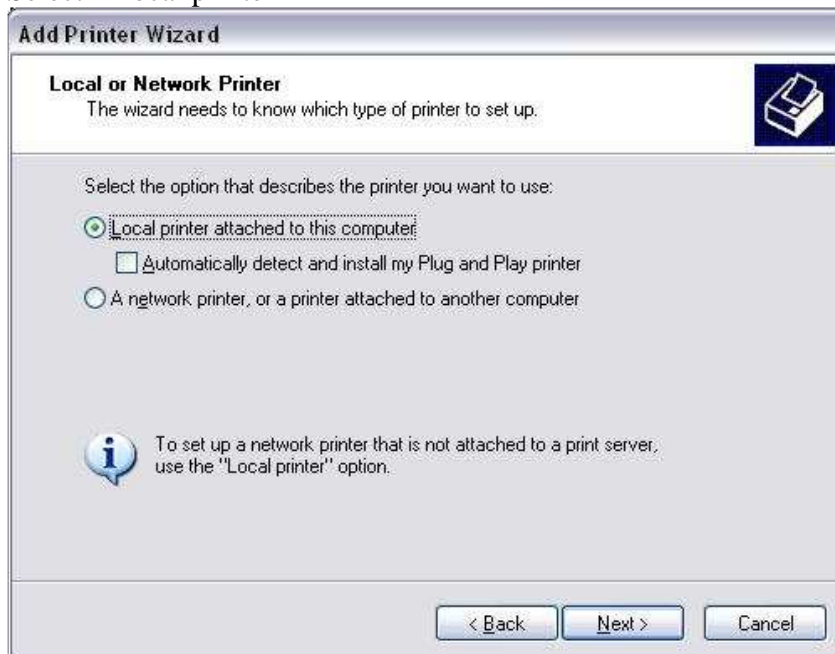 Add Printer Wizard
Local or Network Printer
The wizard needs to know which type of printer to set up.
Select the option that describes the printer you want to use:
Local printer attached to this computer
Automatically detect and install my Plug and Play printer
A network printer, or a printer attached to another computer
To set up a network printer that is not attached to a print server,
use the "Local printer" option.
< Back
Next >
Cancel